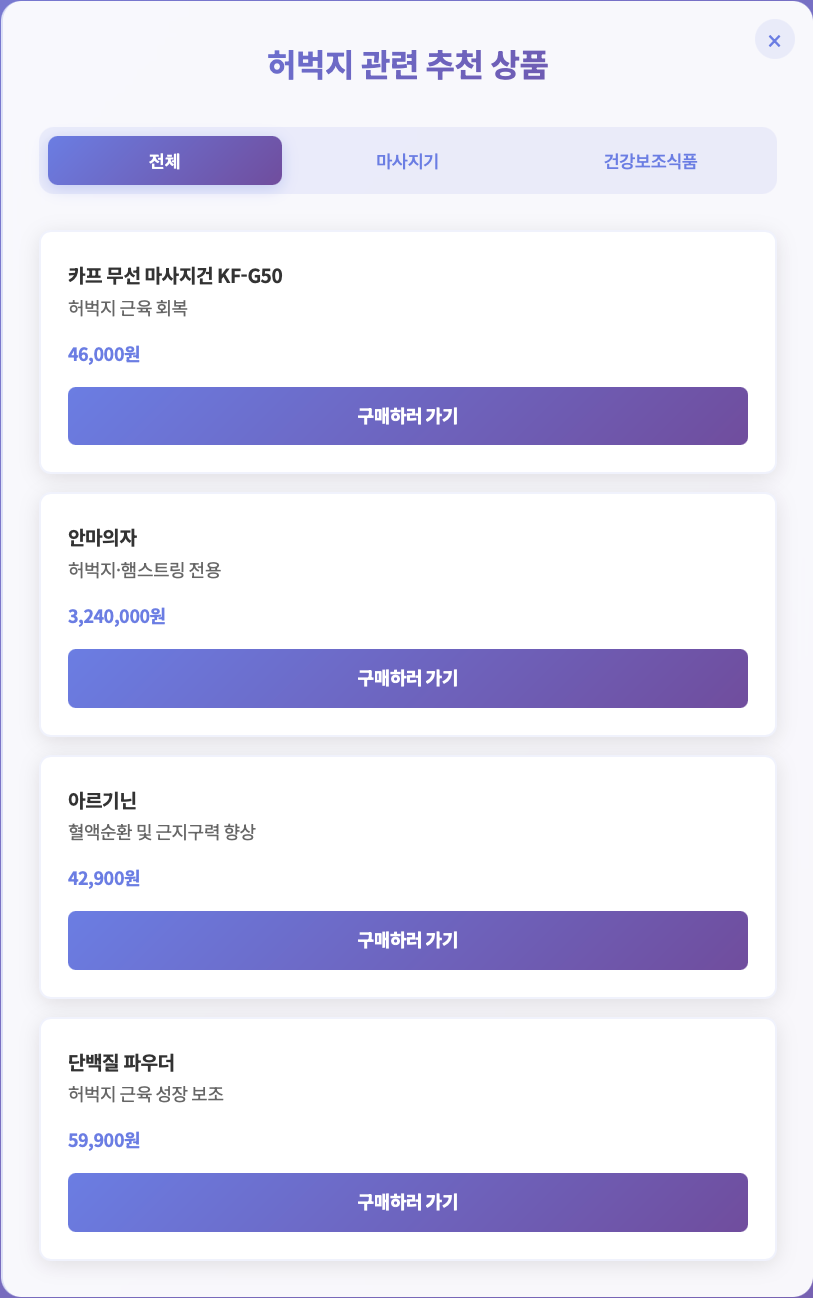 허벅지 관련 추천 상품
×
전체
마사지기
건강보조식품
카프 무선 마사지건 KF-G50
허벅지 근육 회복
46,000원
구매하러 가기
안마의자
허벅지·햄스트링 전용
3,240,000원
구매하러 가기
아르기닌
혈액순환 및 근지구력 향상
42,900원
구매하러 가기
단백질 파우더
허벅지 근육 성장 보조
59,900원
구매하러 가기